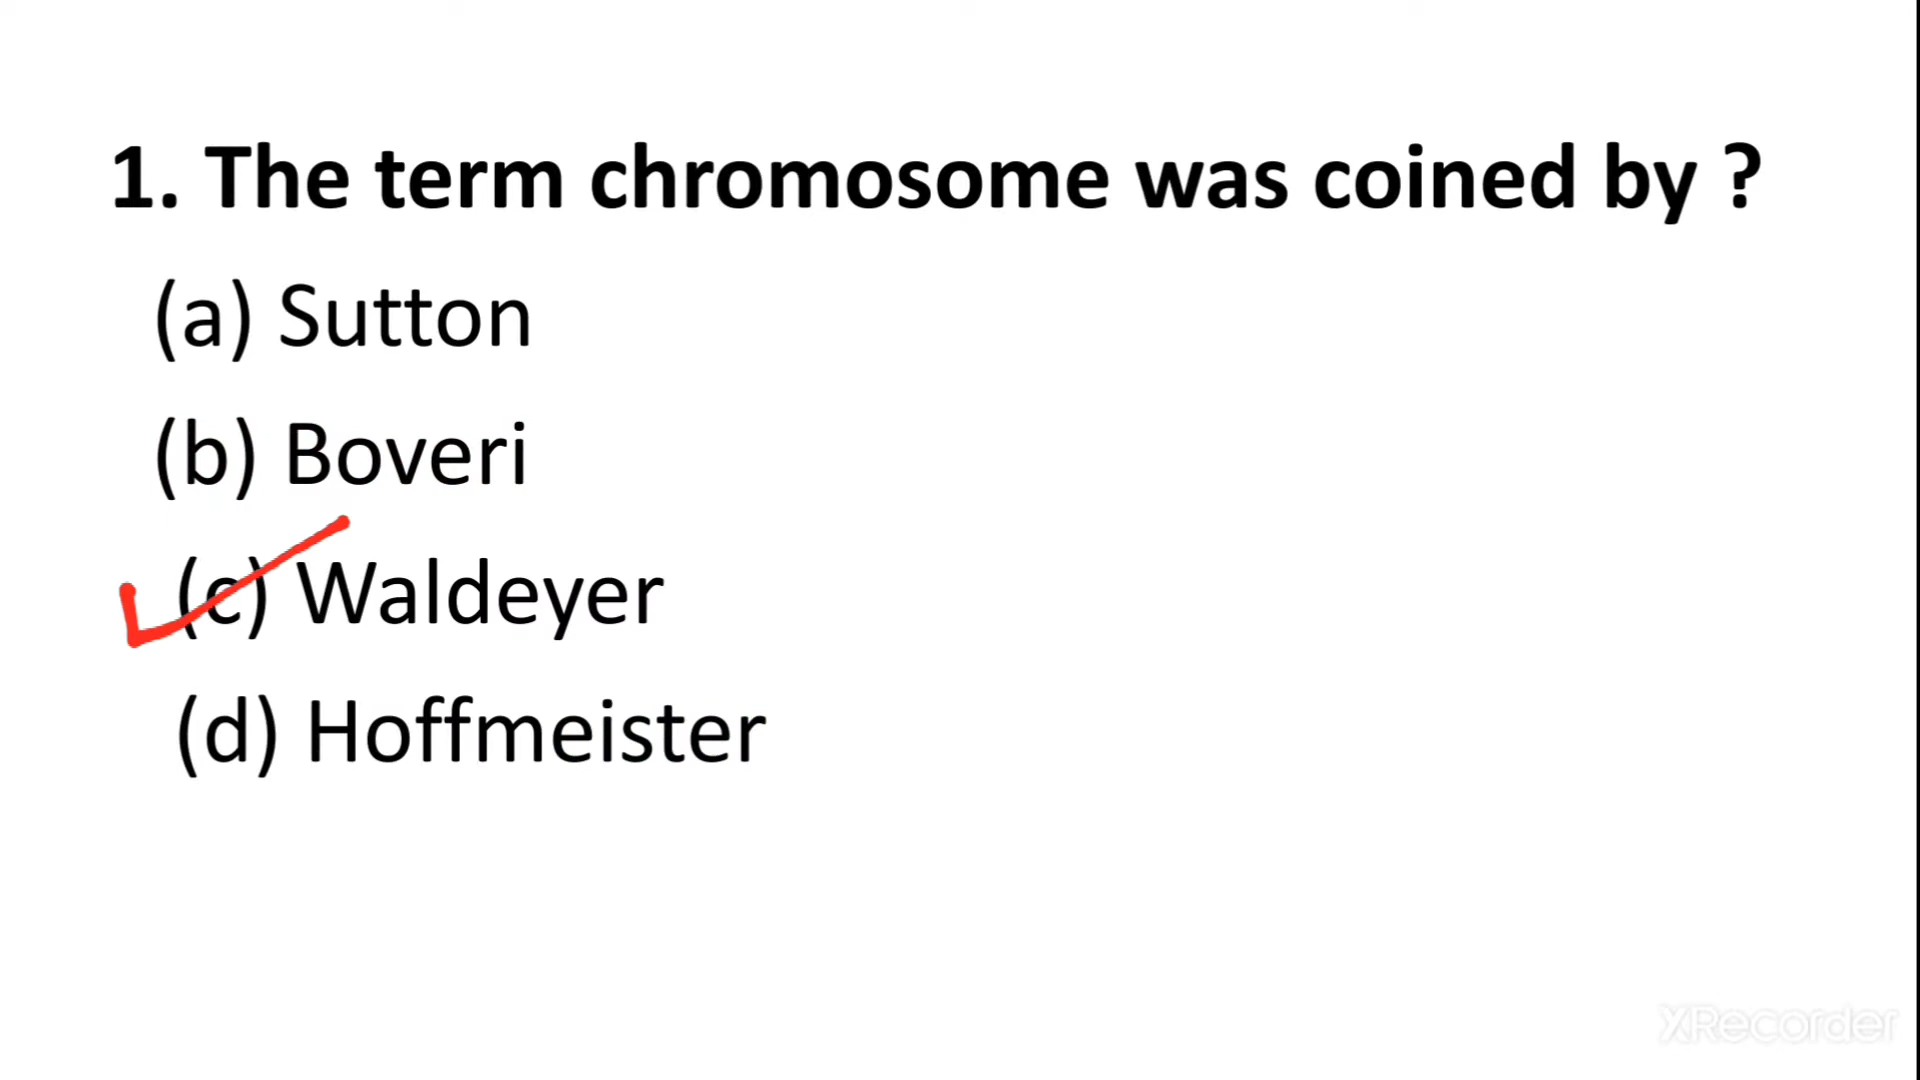 1. The term chromosome was coined by ?
(a) Sutton
(b) Boveri
(c) Waldeyer
(d) Hoffmeister
XRecorder